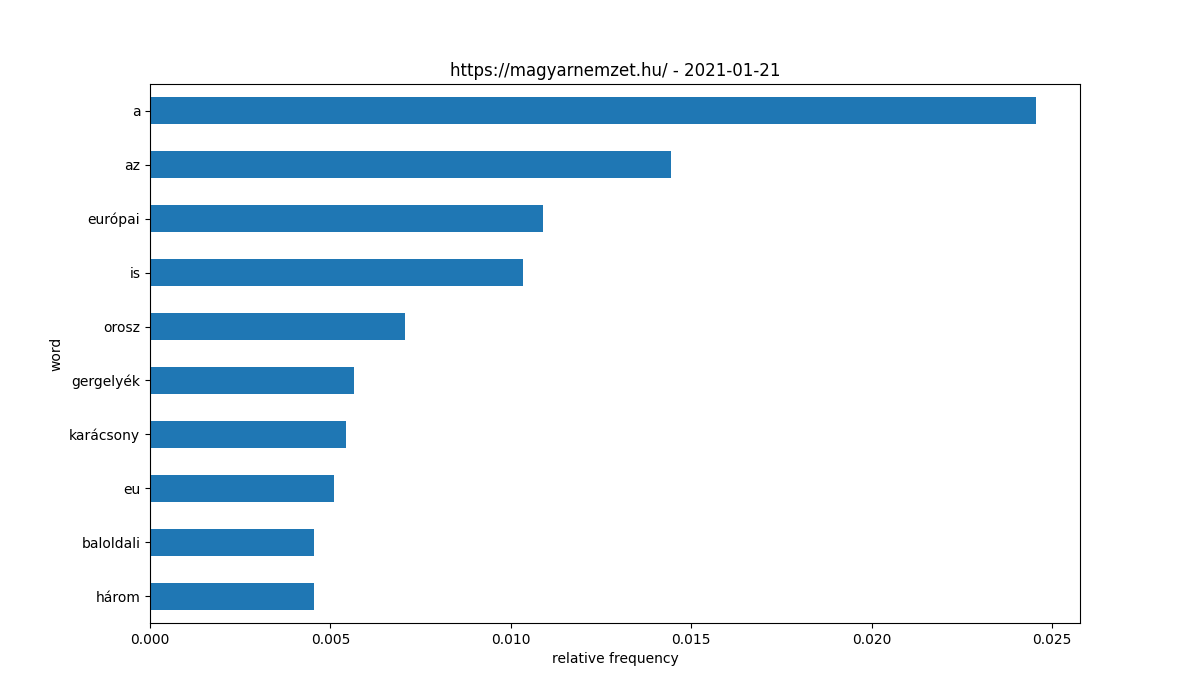 https://magyarnemzet.hu/ - 2021-01-21
a
az
európai
is
orosz
gergelyék
karácsony
eu
baloldali
három
word
0.000 0.005 0.010 0.015 0.020 0.025
relative frequency